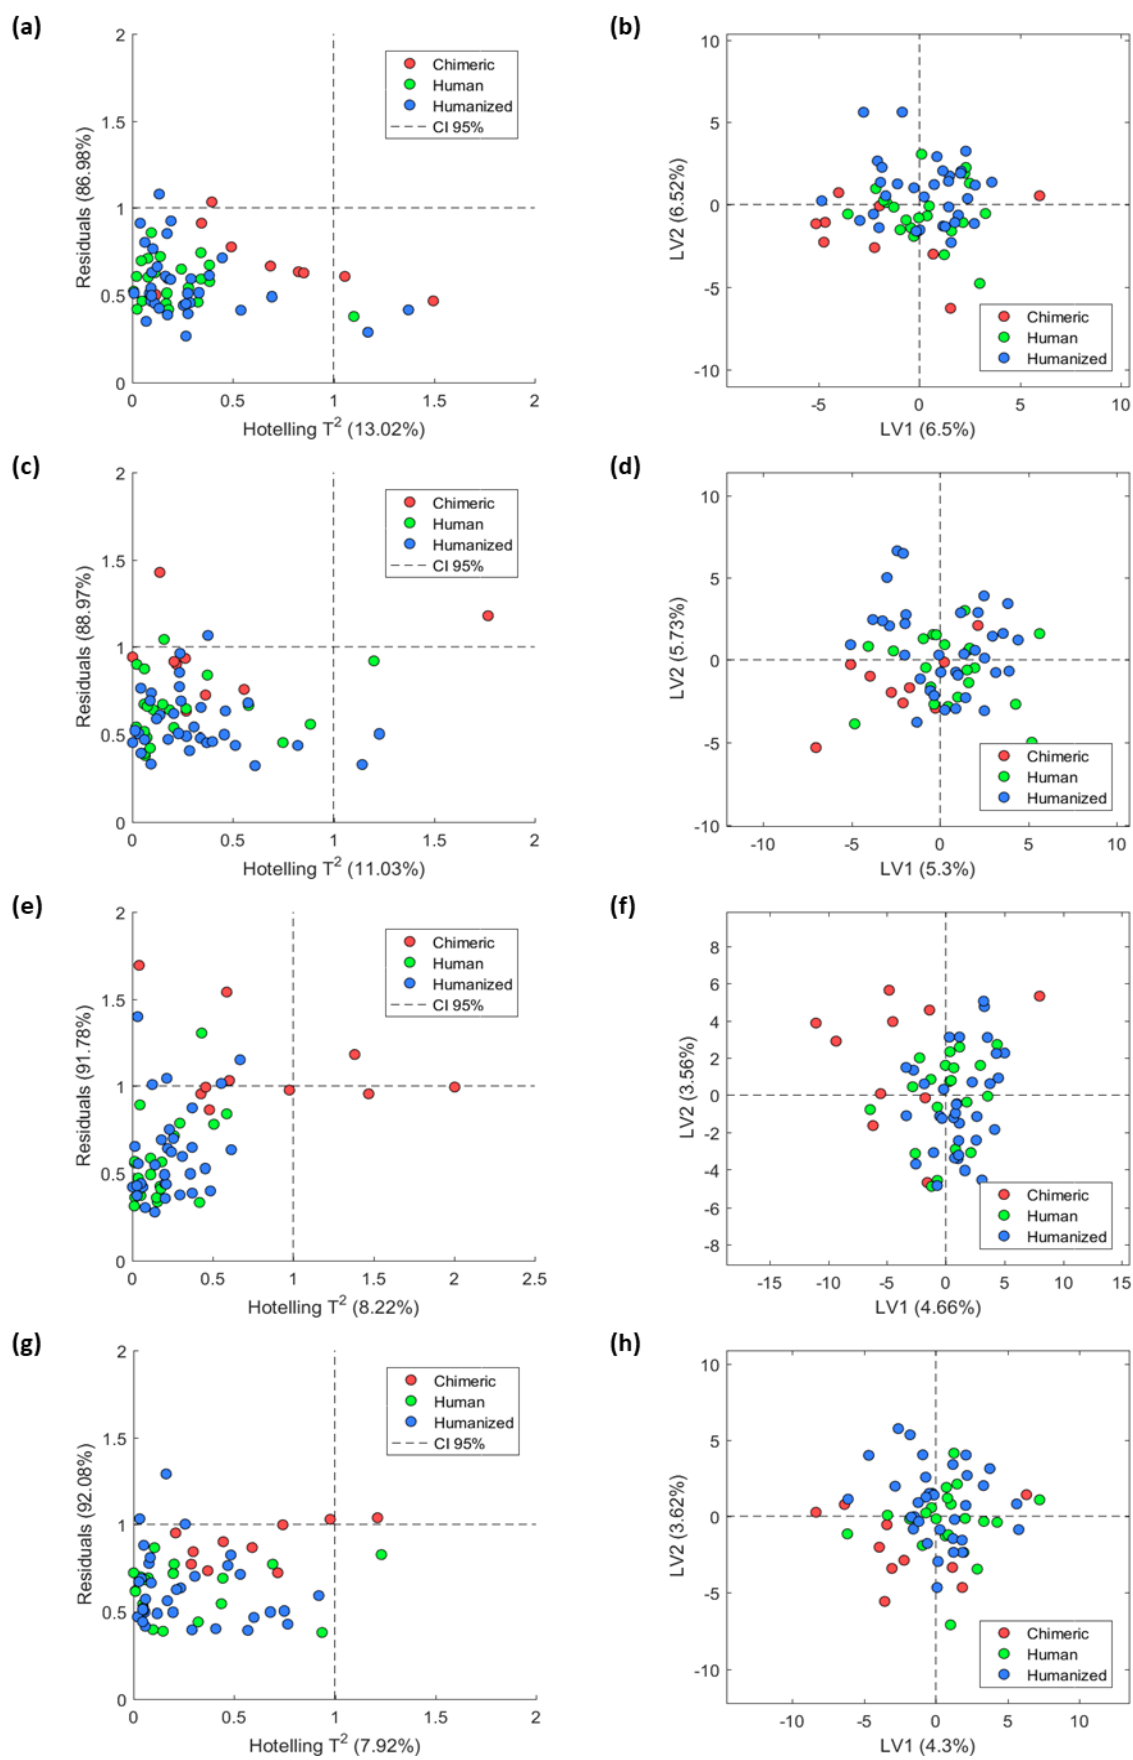 (a)
2
1.5
1
0.5
0
Residuals (86.98%)
Chimeric
Human
Humanized
CI 95%
0 0.5 1 1.5 2
Hotelling T² (13.02%)
(b)
10
5
0
-5
-10
LV2 (6.52%)
Chimeric
Human
Humanized
-5 0 5 10
LV1 (6.5%)
(c)
2
1.5
1
0.5
0
Residuals (88.97%)
Chimeric
Human
Humanized
CI 95%
0 0.5 1 1.5 2
Hotelling T² (11.03%)
(d)
10
5
0
-5
-10
LV2 (5.73%)
Chimeric
Human
Humanized
-10 -5 0 5 10
LV1 (5.3%)
(e)
2
1.5
1
0.5
0
Residuals (91.78%)
Chimeric
Human
Humanized
CI 95%
0 0.5 1 1.5 2 2.5
Hotelling T² (8.22%)
(f)
8
6
4
2
0
-2
-4
-6
-8
LV2 (3.56%)
Chimeric
Human
Humanized
-15 -10 -5 0 5 10 15
LV1 (4.66%)
(g)
2
1.5
1
0.5
0
Residuals (92.08%)
Chimeric
Human
Humanized
CI 95%
0 0.5 1 1.5 2
Hotelling T² (7.92%)
(h)
10
5
0
-5
-10
LV2 (3.62%)
Chimeric
Human
Humanized
-10 -5 0 5 10
LV1 (4.3%)